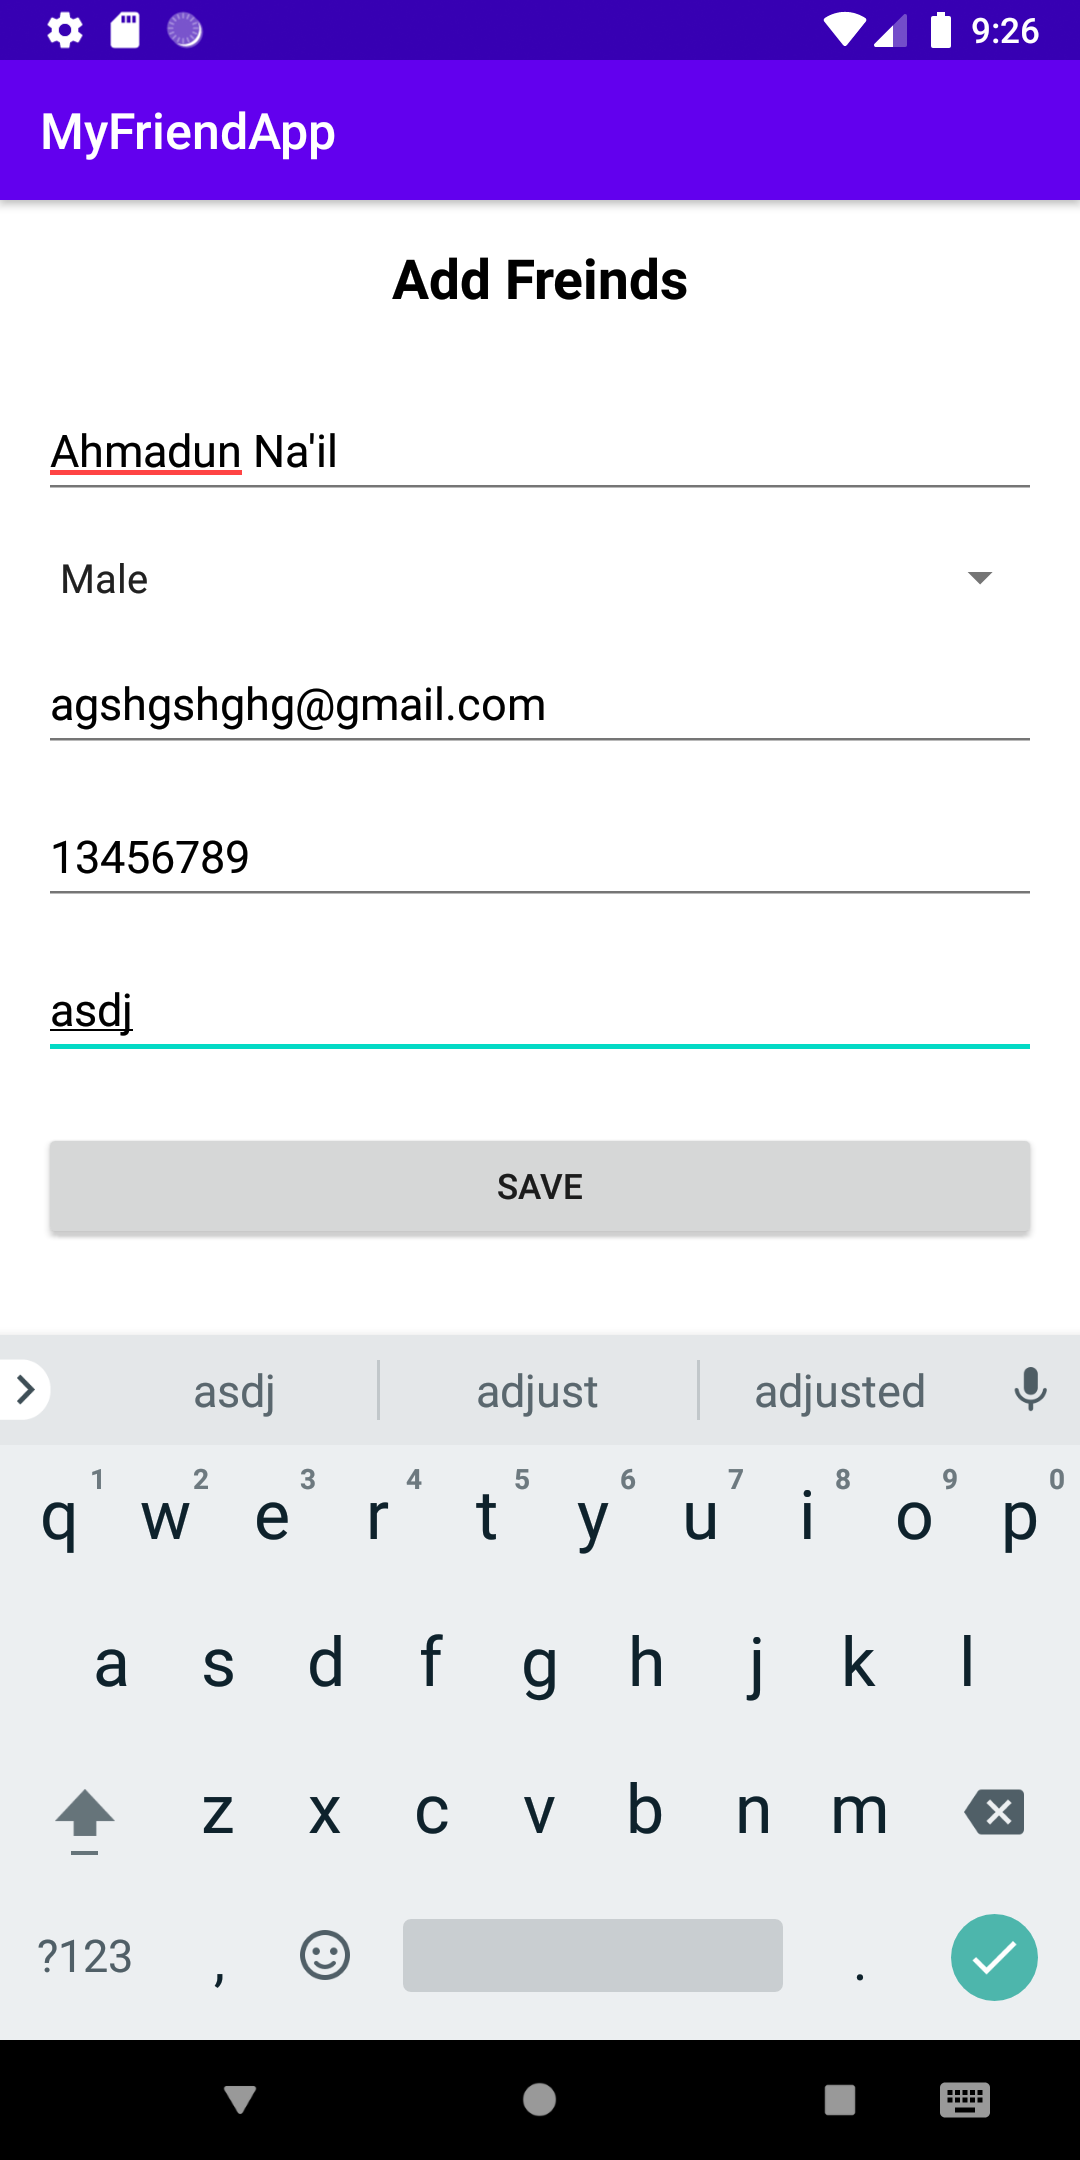 9:26
MyFriendApp
Add Freinds
Ahmadun Na'il
Male
agshgshghg@gmail.com
13456789
asdj
SAVE
asdj adjust adjusted
1 2 3 4 5 6 7 8 9 0
q w e r t y u i o p
a s d f g h j k l
z x c v b n m
?123 , .